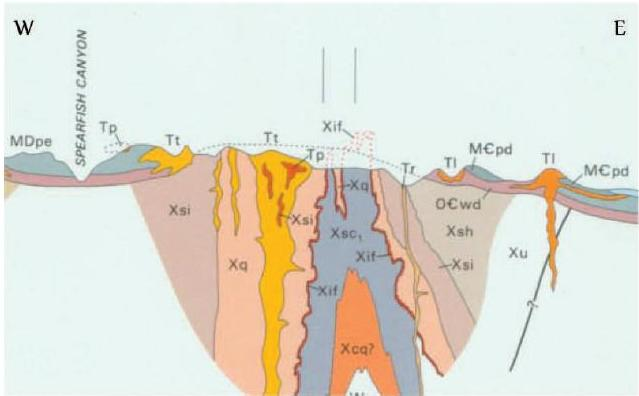 W
E
SPEARFISH CANYON
MDpe
Tp
Tt
Tt
Xif
Tp
Tr
Tl
M€pd
Tl
M€pd
Xsi
Xsi
Xq
O€wd
Xsh
Xu
Xsc₁
Xif
Xsi
Xq
Xif
Xcq?
?